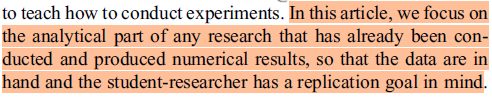 to teach how to conduct experiments. In this article, we focus on
the analytical part of any research that has already been con-
ducted and produced numerical results, so that the data are in
hand and the student-researcher has a replication goal in mind.